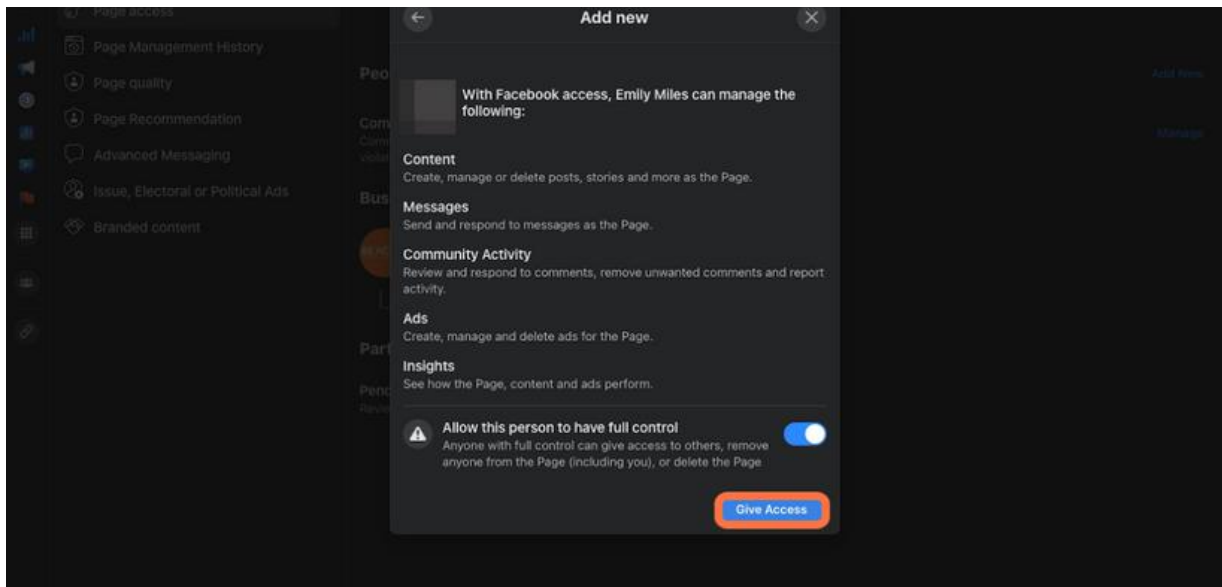 Page access
Page Management History
Page quality
Page Recommendation
Advanced Messaging
Issue, Electoral or Political Ads
Branded content
Add New
Manage
Add new
With Facebook access, Emily Miles can manage the
following:
Content
Create, manage or delete posts, stories and more as the Page.
Messages
Send and respond to messages as the Page.
Community Activity
Review and respond to comments, remove unwanted comments and report
activity.
Ads
Create, manage and delete ads for the Page.
Insights
See how the Page, content and ads perform.
Allow this person to have full control
Anyone with full control can give access to others, remove
anyone from the Page (including you), or delete the Page
Give Access